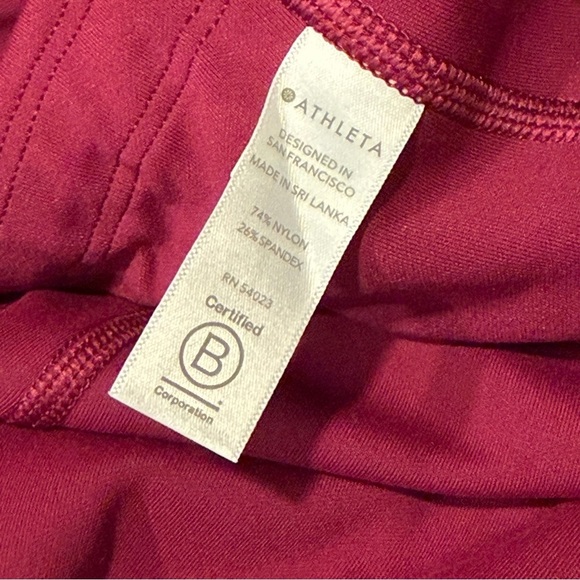 ATHLETA
DESIGNED IN
SAN FRANCISCO
MADE IN SRI LANKA
74% NYLON
26% SPANDEX
RN 54023
Certified
B
Corporation